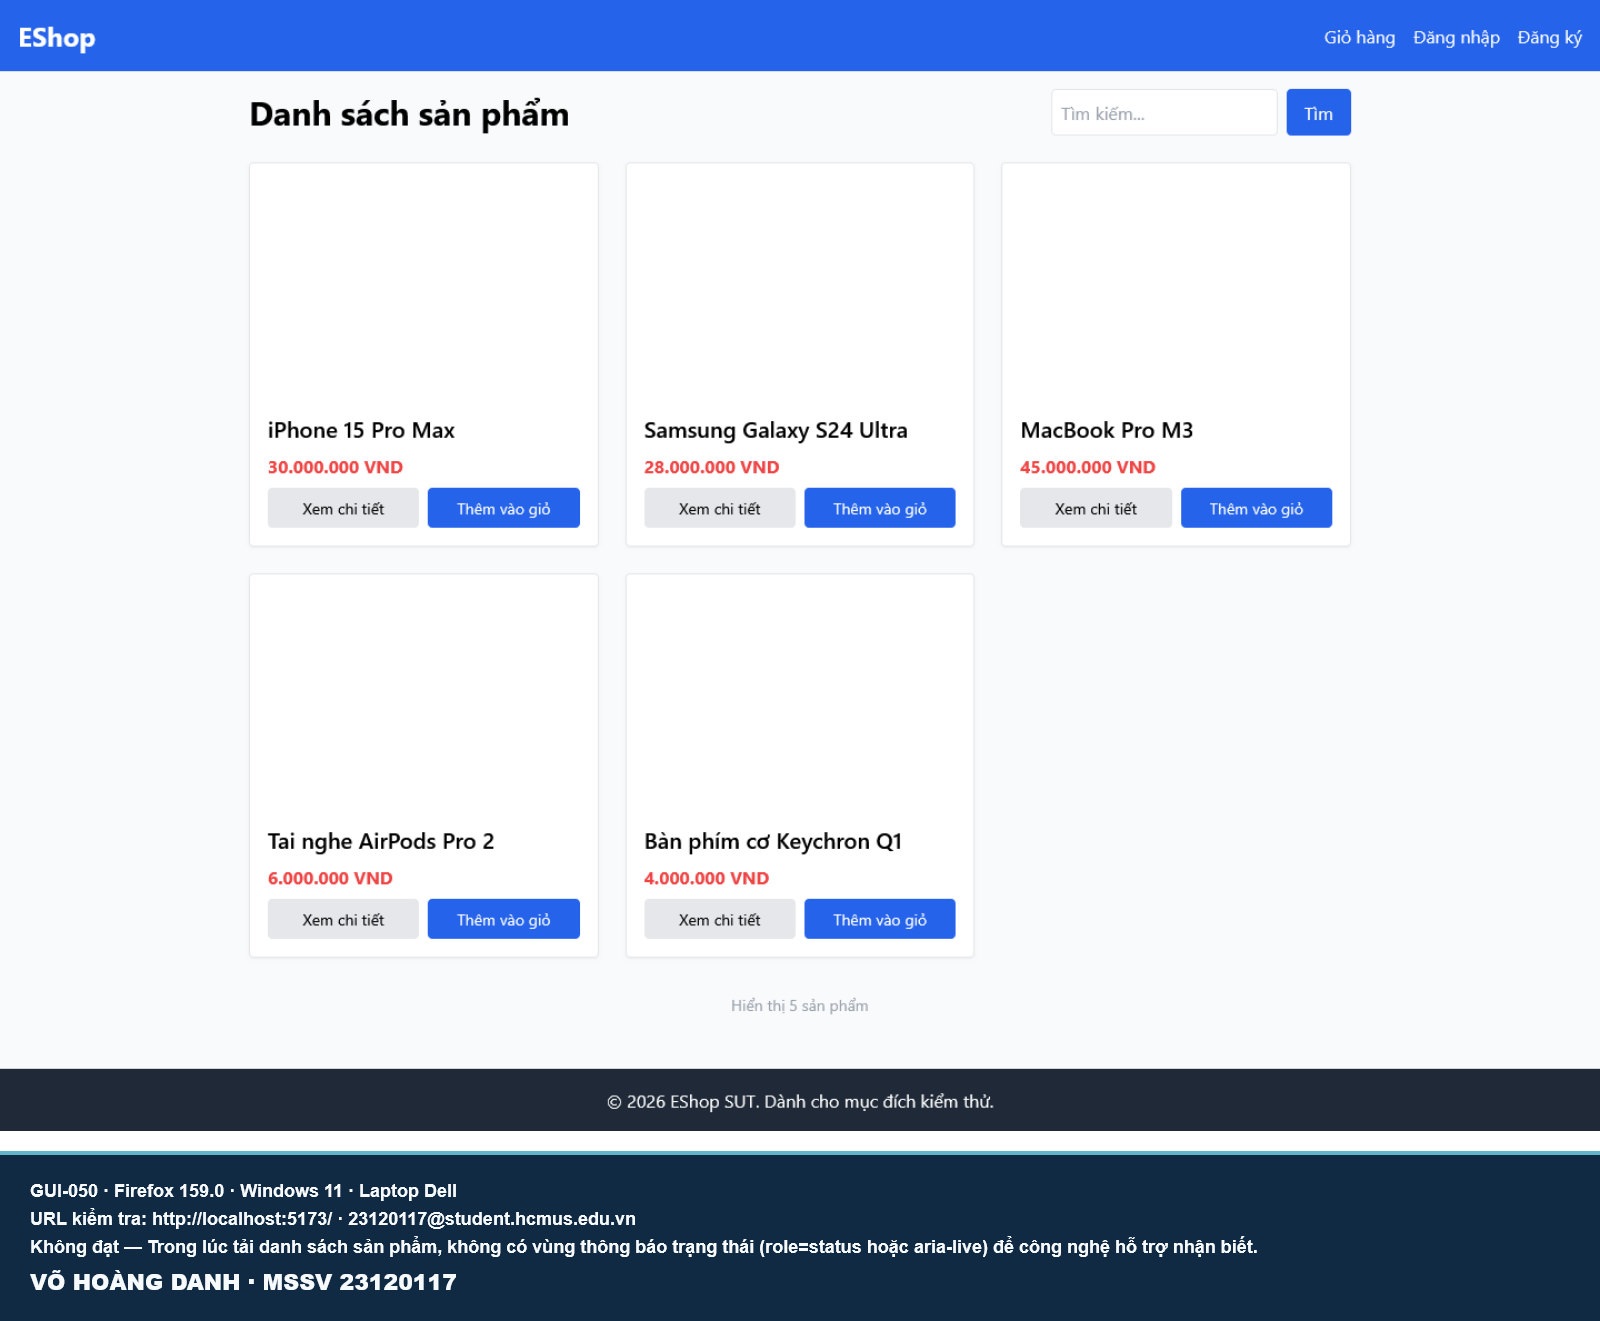 EShop
Giỏ hàng Đăng nhập Đăng ký
Danh sách sản phẩm
Tìm kiếm... Tìm
iPhone 15 Pro Max
30.000.000 VND
Xem chi tiết Thêm vào giỏ
Samsung Galaxy S24 Ultra
28.000.000 VND
Xem chi tiết Thêm vào giỏ
MacBook Pro M3
45.000.000 VND
Xem chi tiết Thêm vào giỏ
Tai nghe AirPods Pro 2
6.000.000 VND
Xem chi tiết Thêm vào giỏ
Bàn phím cơ Keychron Q1
4.000.000 VND
Xem chi tiết Thêm vào giỏ
Hiển thị 5 sản phẩm
© 2026 EShop SUT. Dành cho mục đích kiểm thử.
GUI-050 · Firefox 159.0 · Windows 11 · Laptop Dell
URL kiểm tra: http://localhost:5173/ · 23120117@student.hcmus.edu.vn
Không đạt — Trong lúc tải danh sách sản phẩm, không có vùng thông báo trạng thái (role=status hoặc aria-live) để công nghệ hỗ trợ nhận biết.
VÕ HOÀNG DANH · MSSV 23120117